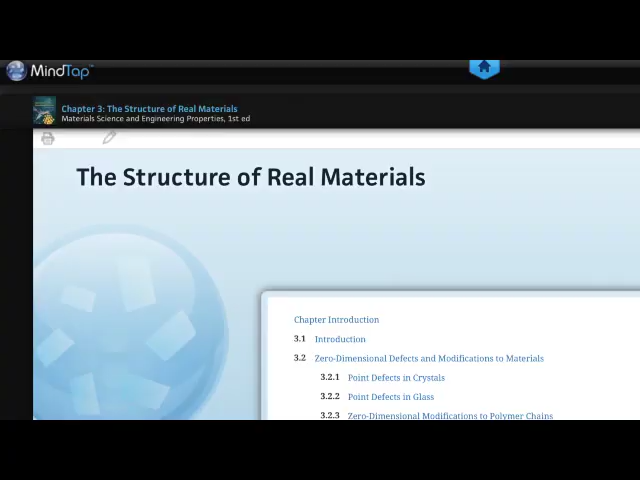 MindTap™
Chapter 3: The Structure of Real Materials
Materials Science and Engineering Properties, 1st ed
The Structure of Real Materials
Chapter Introduction
3.1 Introduction
3.2 Zero-Dimensional Defects and Modifications to Materials
3.2.1 Point Defects in Crystals
3.2.2 Point Defects in Glass
3.2.3 Zero-Dimensional Modifications to Polymer Chains